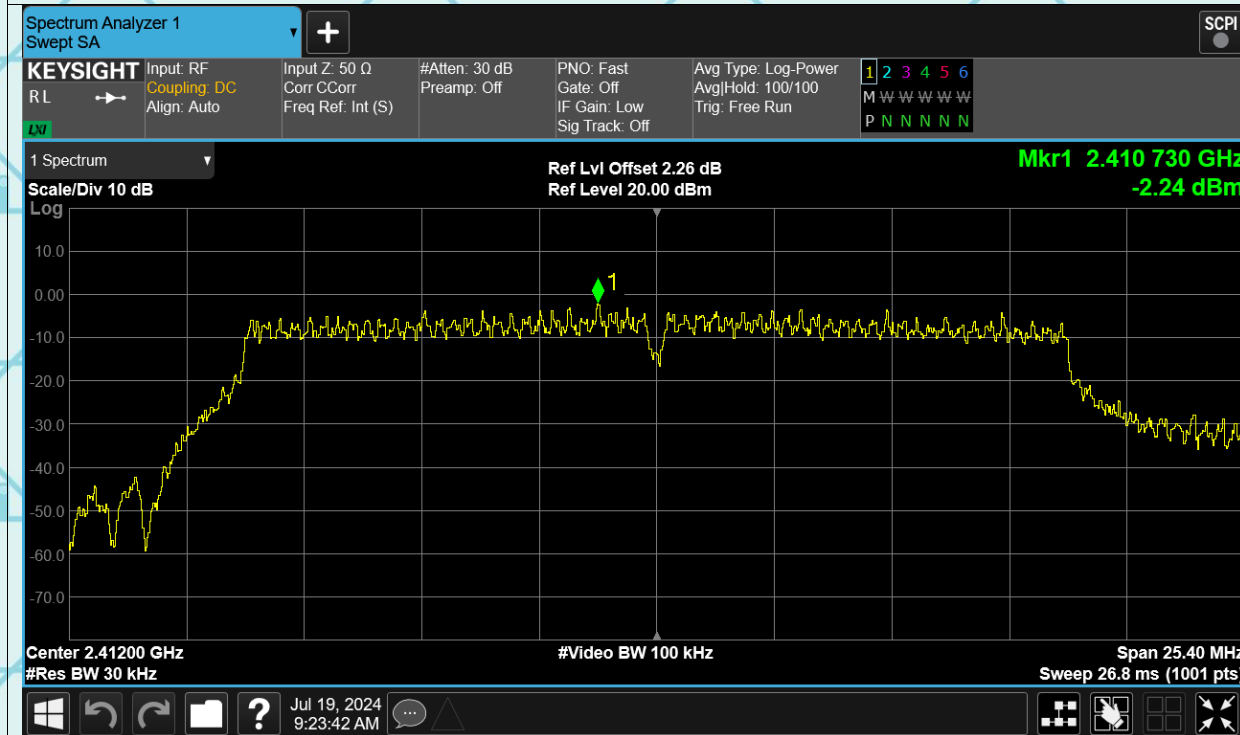 Spectrum Analyzer 1
Swept SA
+
SCPI
KEYSIGHT
RL
LXI
Input: RF
Coupling: DC
Align: Auto
Input Z: 50 Ω
Corr CCorr
Freq Ref: Int (S)
#Atten: 30 dB
Preamp: Off
PNO: Fast
Gate: Off
IF Gain: Low
Sig Track: Off
Avg Type: Log-Power
Avg|Hold: 100/100
Trig: Free Run
1 2 3 4 5 6
M W W W W W
P N N N N N
1 Spectrum
Scale/Div 10 dB
Log
Ref Lvl Offset 2.26 dB
Ref Level 20.00 dBm
Mkr1 2.410 730 GHz
-2.24 dBm
1
10.0
0.00
-10.0
-20.0
-30.0
-40.0
-50.0
-60.0
-70.0
Center 2.41200 GHz
#Res BW 30 kHz
#Video BW 100 kHz
Span 25.40 MHz
Sweep 26.8 ms (1001 pts)
?
Jul 19, 2024
9:23:42 AM